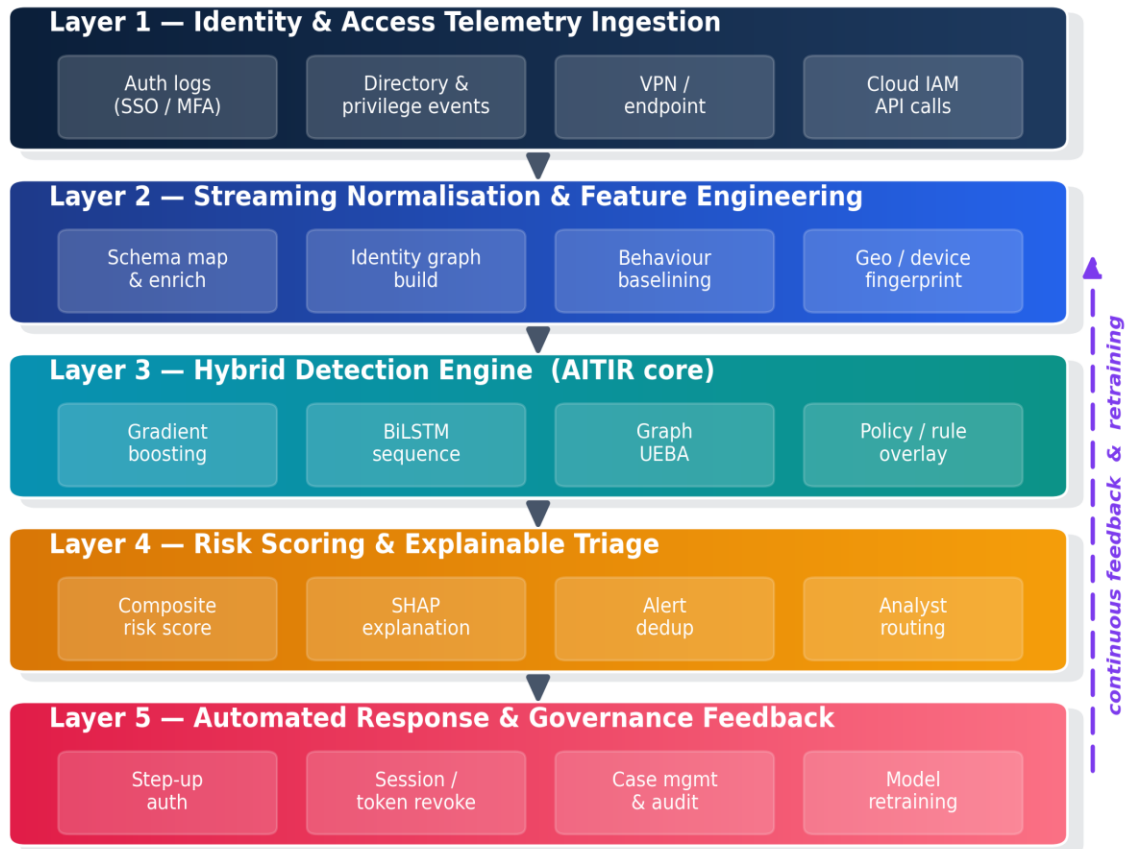 Layer 1 — Identity & Access Telemetry Ingestion
Auth logs
(SSO / MFA)
Directory &
privilege events
VPN /
endpoint
Cloud IAM
API calls
Layer 2 — Streaming Normalisation & Feature Engineering
Schema map
& enrich
Identity graph
build
Behaviour
baselining
Geo / device
fingerprint
Layer 3 — Hybrid Detection Engine  (AITIR core)
Gradient
boosting
BiLSTM
sequence
Graph
UEBA
Policy / rule
overlay
Layer 4 — Risk Scoring & Explainable Triage
Composite
risk score
SHAP
explanation
Alert
dedup
Analyst
routing
Layer 5 — Automated Response & Governance Feedback
Step-up
auth
Session /
token revoke
Case mgmt
& audit
Model
retraining
continuous feedback  &  retraining